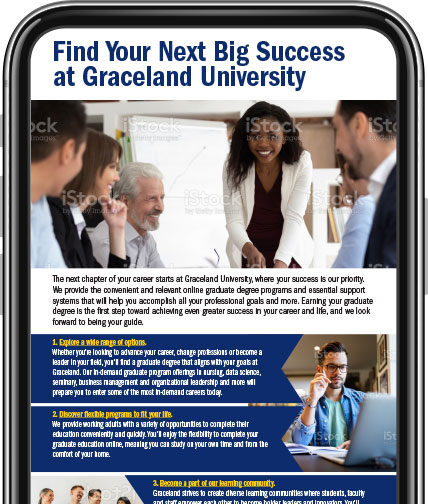 Find Your Next Big Success
at Graceland University
iStock
by Getty Images
iStock
by Getty Images
iStock
iStock
The next chapter of your career starts at Graceland University, where your success is our priority.
We provide the convenient and relevant online graduate degree programs and essential support
systems that will help you accomplish all your professional goals and more. Earning your graduate
degree is the first step toward achieving even greater success in your career and life, and we look
forward to being your guide.
1. Explore a wide range of options.
Whether you're looking to advance your career, change professions or become a
leader in your field, you'll find a graduate degree that aligns with your goals at
Graceland. Our in-demand graduate program offerings in nursing, data science,
seminary, business management and organizational leadership and more will
prepare you to enter some of the most in-demand careers today.
2. Discover flexible programs to fit your life.
We provide working adults with a variety of opportunities to complete their
education conveniently and quickly. You'll enjoy the flexibility to complete your
graduate education online, meaning you can study on your own time and from the
comfort of your home.
3. Become a part of our learning community.
Graceland strives to create diverse learning communities where students, faculty
and staff empower each other to become bolder leaders and innovators. You'll